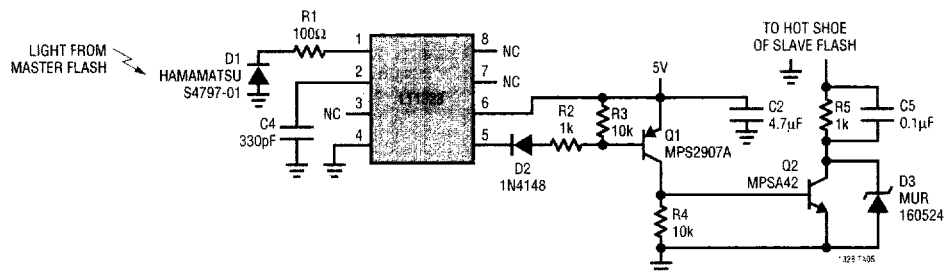 TO HOT SHOE
OF SLAVE FLASH
LIGHT FROM
MASTER FLASH
D1
HAMAMATSU
S4797-01
R1
100Ω
1
2
3
4
NC
C4
330pF
8
7
6
5
NC
NC
D2
1N4148
R2
1k
R3
10k
5V
Q1
MPS2907A
R4
10k
C2
4.7µF
R5
1k
C5
0.1µF
Q2
MPSA42
D3
MUR
160524